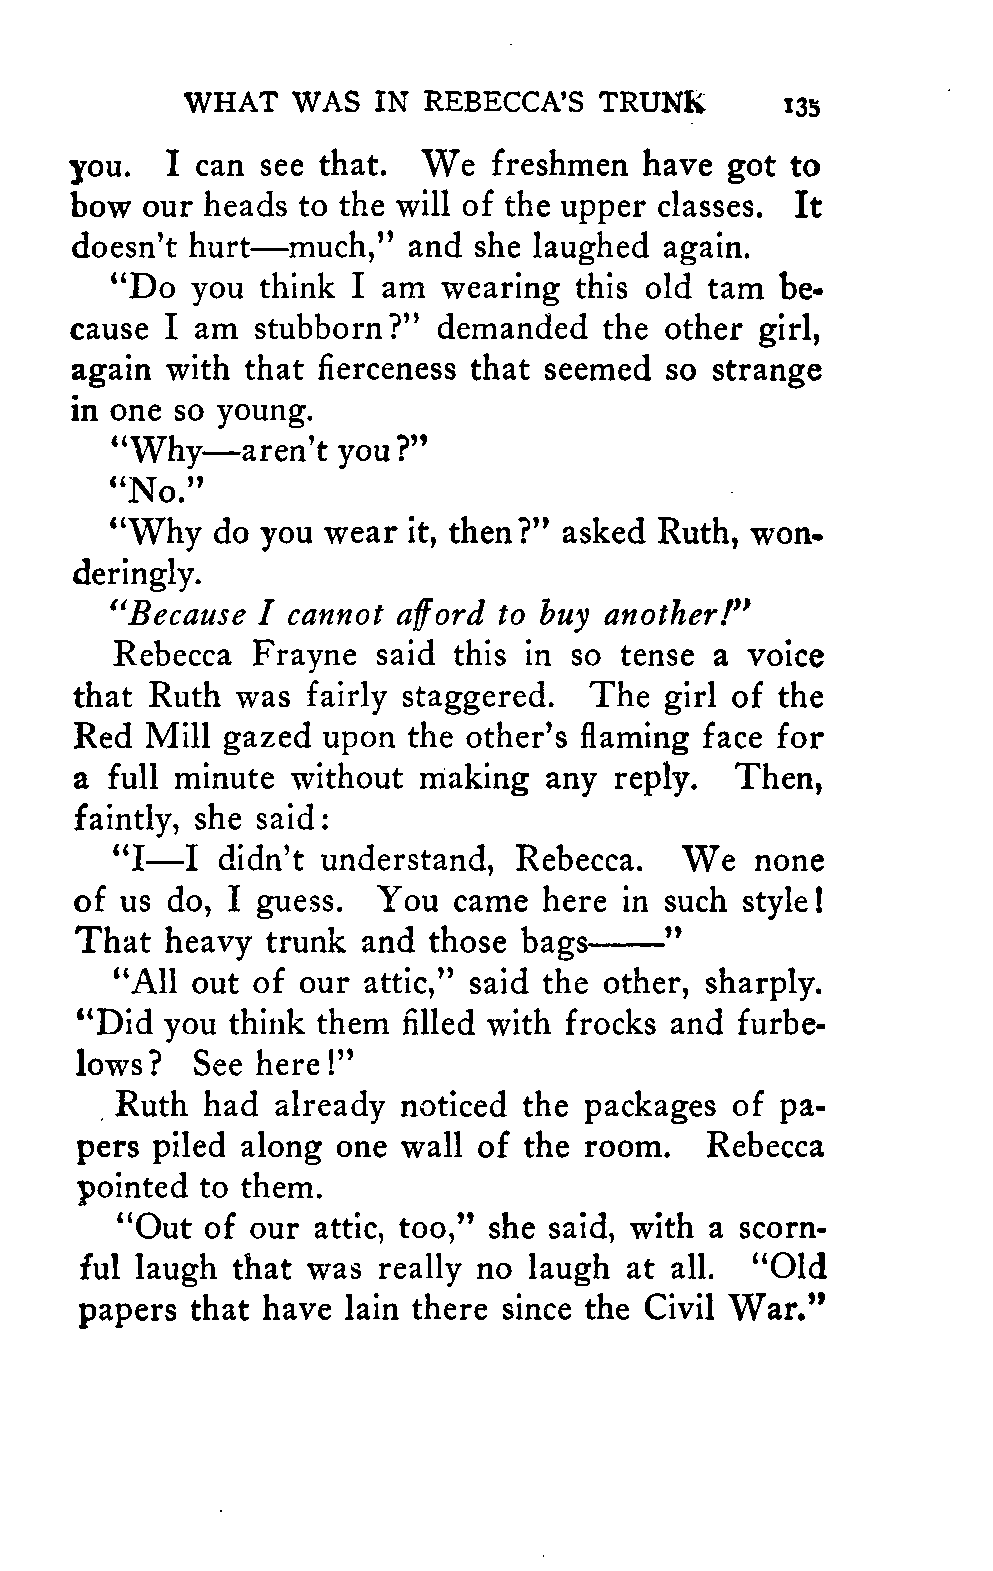 WHAT WAS IN REBECCA'S TRUNK 135
you. I can see that. We freshmen have got to
bow our heads to the will of the upper classes. It
doesn't hurt—much," and she laughed again.
"Do you think I am wearing this old tam be-
cause I am stubborn?" demanded the other girl,
again with that fierceness that seemed so strange
in one so young.
"Why—aren't you?"
"No."
"Why do you wear it, then?" asked Ruth, won-
deringly.
"Because I cannot afford to buy another!"
Rebecca Frayne said this in so tense a voice
that Ruth was fairly staggered. The girl of the
Red Mill gazed upon the other's flaming face for
a full minute without making any reply. Then,
faintly, she said:
"I—I didn't understand, Rebecca. We none
of us do, I guess. You came here in such style!
That heavy trunk and those bags——"
"All out of our attic," said the other, sharply.
"Did you think them filled with frocks and furbe-
lows? See here!"
Ruth had already noticed the packages of pa-
pers piled along one wall of the room. Rebecca
pointed to them.
"Out of our attic, too," she said, with a scorn-
ful laugh that was really no laugh at all. "Old
papers that have lain there since the Civil War."